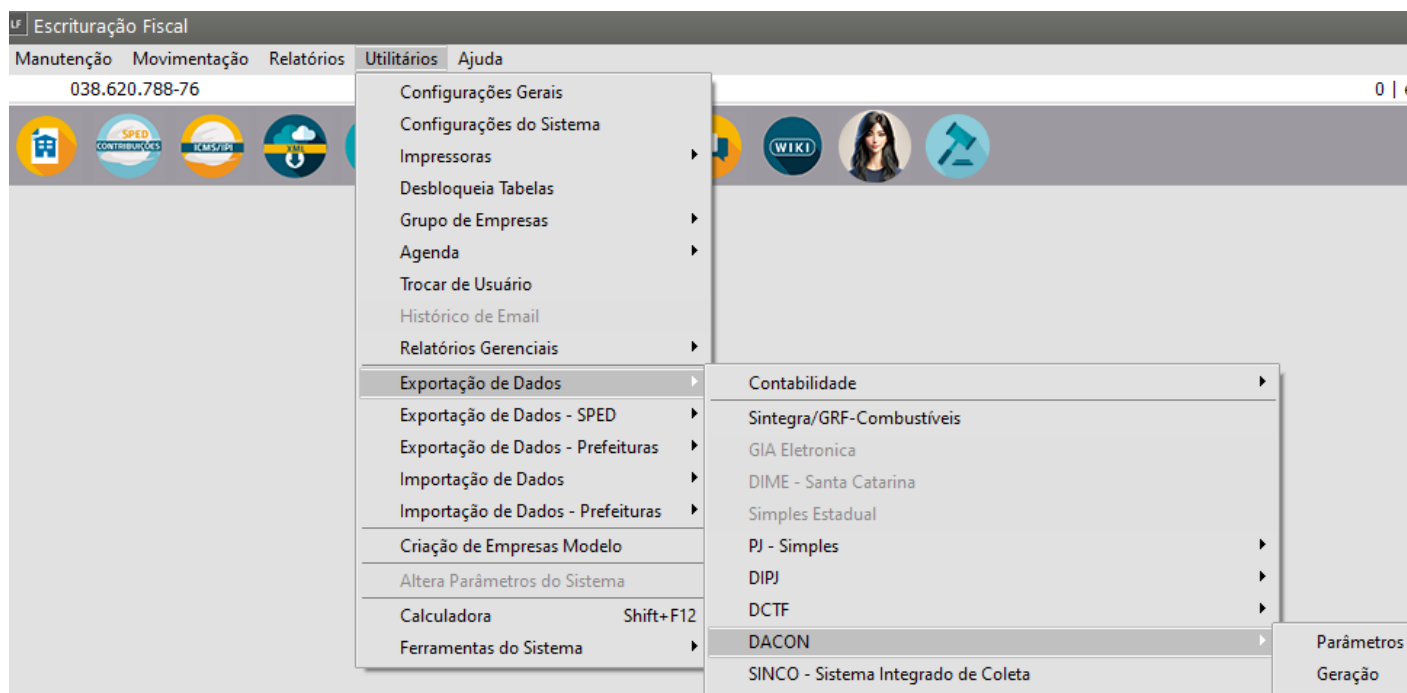 LF Escrituração Fiscal
Manutenção Movimentação Relatórios Utilitários Ajuda
038.620.788-76
0 |
SPED CONTRIBUIÇÕES
ICMS/IPI
XML
WIKI
Configurações Gerais
Configurações do Sistema
Impressoras
Desbloqueia Tabelas
Grupo de Empresas
Agenda
Trocar de Usuário
Histórico de Email
Relatórios Gerenciais
Exportação de Dados
Exportação de Dados - SPED
Exportação de Dados - Prefeituras
Importação de Dados
Importação de Dados - Prefeituras
Criação de Empresas Modelo
Altera Parâmetros do Sistema
Calculadora Shift+F12
Ferramentas do Sistema
Contabilidade
Sintegra/GRF-Combustíveis
GIA Eletronica
DIME - Santa Catarina
Simples Estadual
PJ - Simples
DIPJ
DCTF
DACON
SINCO - Sistema Integrado de Coleta
Parâmetros
Geração